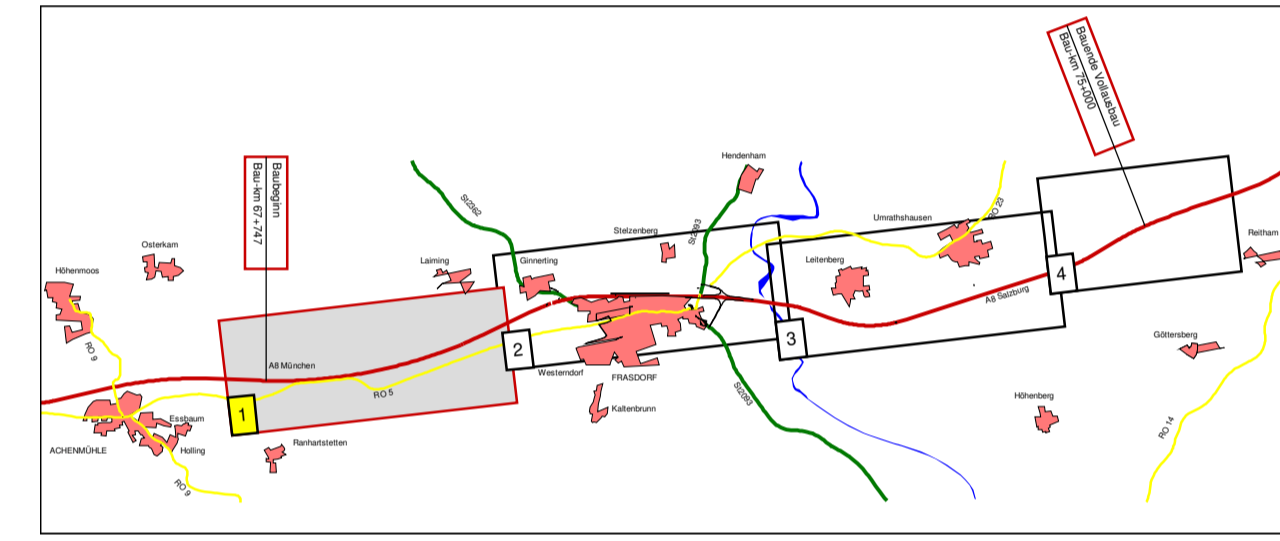 Bauende Vollausbau
Bau-km 75+000
Baubeginn
Bau-km 67+747
Hendenham
St2362
St2093
RO 23
Umrathshausen
Stelzenberg
Osterkam
Höhenmoos
Laiming
Ginnerting
Leitenberg
Reitham
4
A8 Salzburg
3
2
Göttersberg
RO 9
A8 München
Westerndorf
FRASDORF
RO 5
St2093
Kaltenbrunn
Höhenberg
1
Essbaum
RO 14
ACHENMÜHLE
Holling
Ranhartstetten
RO 9